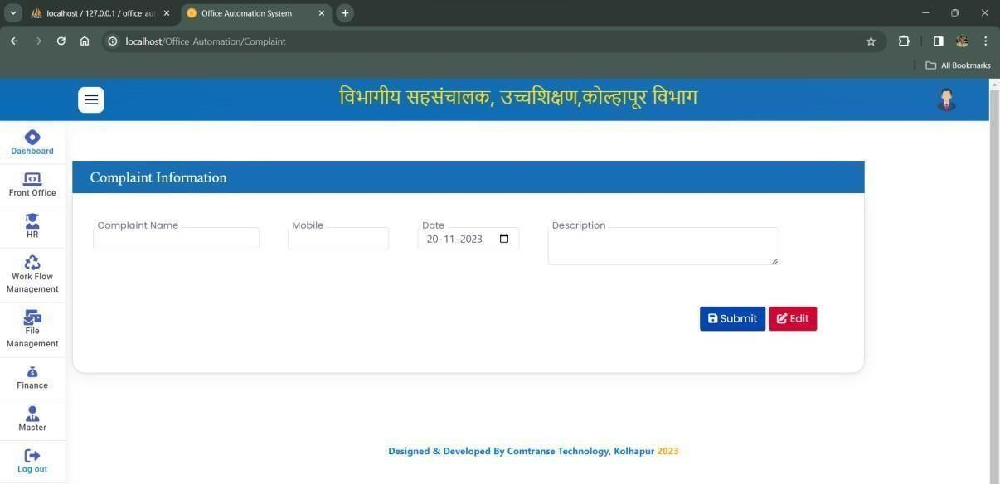 localhost / 127.0.0.1 / office_au
Office Automation System
localhost/Office_Automation/Complaint
All Bookmarks
विभागीय सहसंचालक, उच्चशिक्षण,कोल्हापूर विभाग
Dashboard
Front Office
HR
Work Flow
Management
File
Management
Finance
Master
Log out
Complaint Information
Complaint Name
Mobile
Date
20-11-2023
Description
Submit
Edit
Designed & Developed By Comtranse Technology, Kolhapur 2023